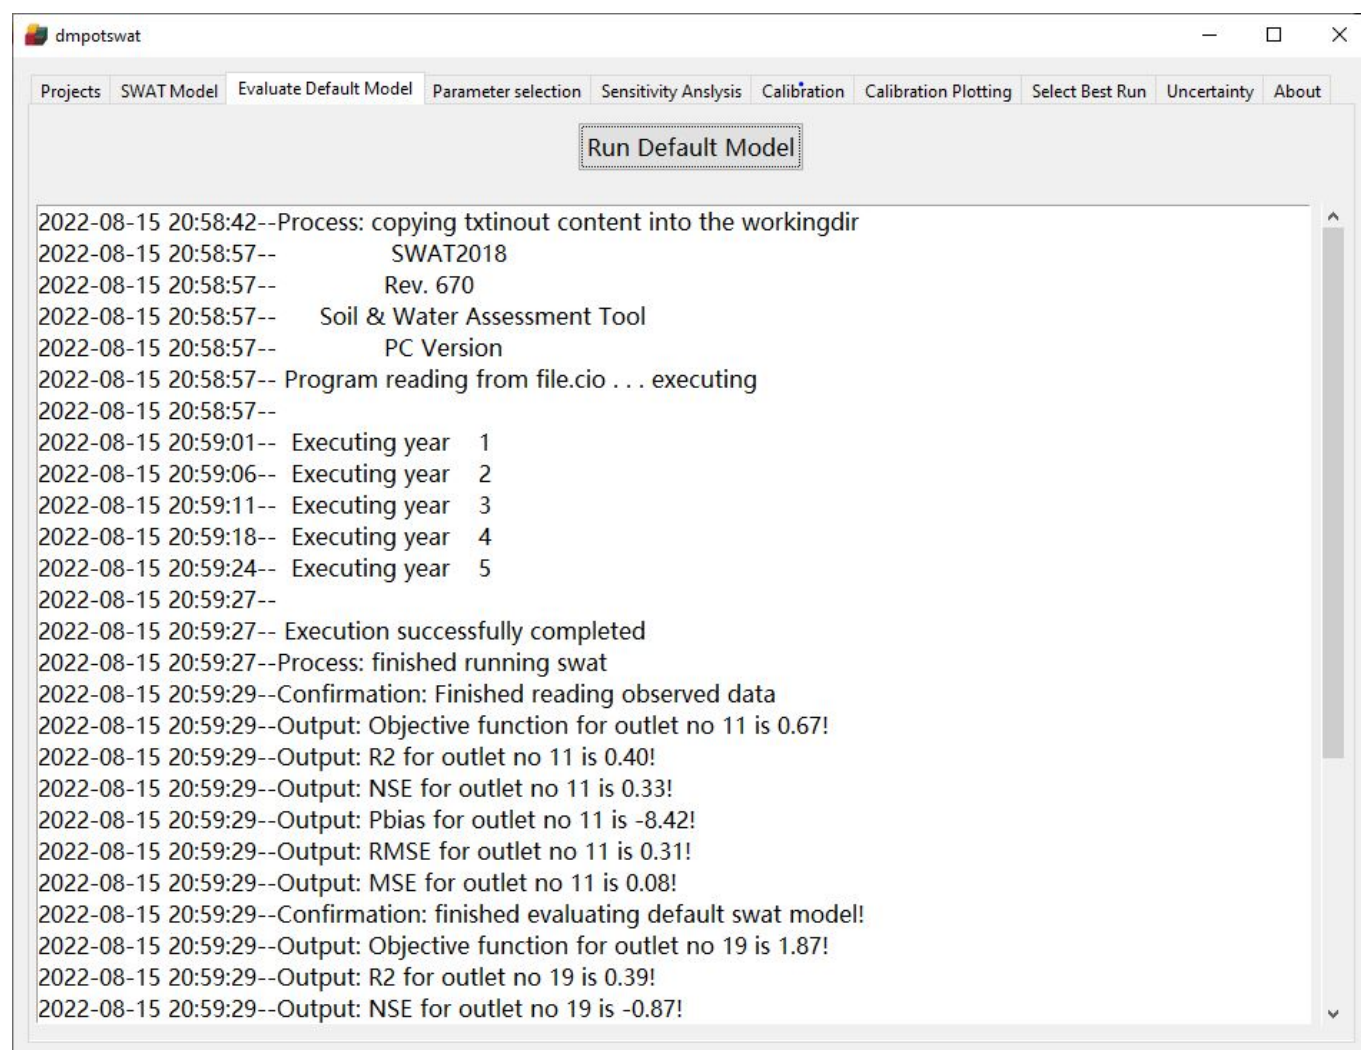 dmpotswat
Projects SWAT Model Evaluate Default Model Parameter selection Sensitivity Anslysis Calibration Calibration Plotting Select Best Run Uncertainty About
Run Default Model
2022-08-15 20:58:42--Process: copying txtinout content into the workingdir
2022-08-15 20:58:57-- SWAT2018
2022-08-15 20:58:57-- Rev. 670
2022-08-15 20:58:57-- Soil & Water Assessment Tool
2022-08-15 20:58:57-- PC Version
2022-08-15 20:58:57-- Program reading from file.cio . . . executing
2022-08-15 20:58:57--
2022-08-15 20:59:01-- Executing year 1
2022-08-15 20:59:06-- Executing year 2
2022-08-15 20:59:11-- Executing year 3
2022-08-15 20:59:18-- Executing year 4
2022-08-15 20:59:24-- Executing year 5
2022-08-15 20:59:27--
2022-08-15 20:59:27-- Execution successfully completed
2022-08-15 20:59:27--Process: finished running swat
2022-08-15 20:59:29--Confirmation: Finished reading observed data
2022-08-15 20:59:29--Output: Objective function for outlet no 11 is 0.67!
2022-08-15 20:59:29--Output: R2 for outlet no 11 is 0.40!
2022-08-15 20:59:29--Output: NSE for outlet no 11 is 0.33!
2022-08-15 20:59:29--Output: Pbias for outlet no 11 is -8.42!
2022-08-15 20:59:29--Output: RMSE for outlet no 11 is 0.31!
2022-08-15 20:59:29--Output: MSE for outlet no 11 is 0.08!
2022-08-15 20:59:29--Confirmation: finished evaluating default swat model!
2022-08-15 20:59:29--Output: Objective function for outlet no 19 is 1.87!
2022-08-15 20:59:29--Output: R2 for outlet no 19 is 0.39!
2022-08-15 20:59:29--Output: NSE for outlet no 19 is -0.87!